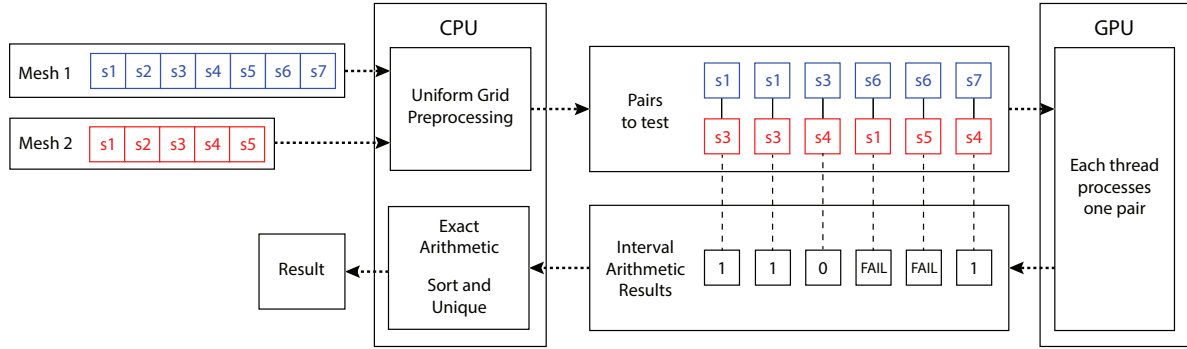 CPU
GPU
Mesh 1 s1 s2 s3 s4 s5 s6 s7
Mesh 2 s1 s2 s3 s4 s5
Uniform Grid
Preprocessing
Pairs
to test
s1 s1 s3 s6 s6 s7
s3 s3 s4 s1 s5 s4
Each thread
processes
one pair
Interval
Arithmetic
Results
1 1 0 FAIL FAIL 1
Exact
Arithmetic
Sort and
Unique
Result